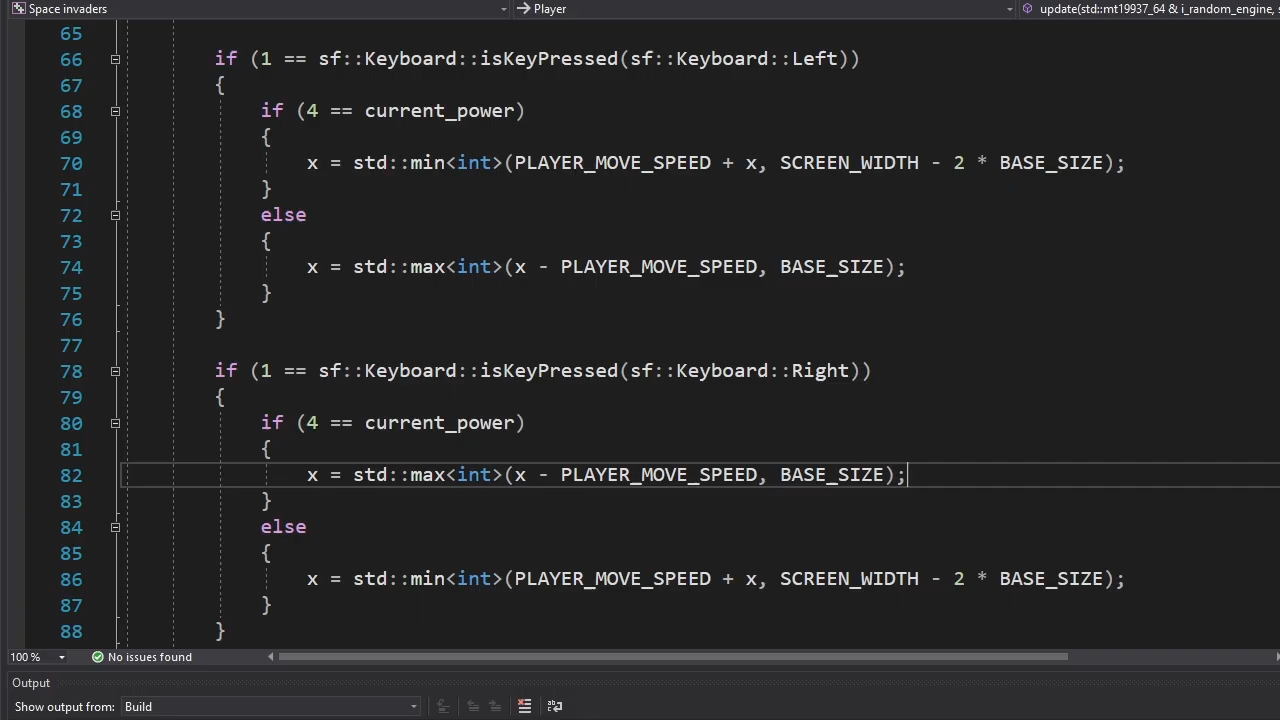 Space invaders Player update(std::mt19937_64 & i_random_engine,
65
66 if (1 == sf::Keyboard::isKeyPressed(sf::Keyboard::Left))
67 {
68 if (4 == current_power)
69 {
70 x = std::min<int>(PLAYER_MOVE_SPEED + x, SCREEN_WIDTH - 2 * BASE_SIZE);
71 }
72 else
73 {
74 x = std::max<int>(x - PLAYER_MOVE_SPEED, BASE_SIZE);
75 }
76 }
77
78 if (1 == sf::Keyboard::isKeyPressed(sf::Keyboard::Right))
79 {
80 if (4 == current_power)
81 {
82 x = std::max<int>(x - PLAYER_MOVE_SPEED, BASE_SIZE);
83 }
84 else
85 {
86 x = std::min<int>(PLAYER_MOVE_SPEED + x, SCREEN_WIDTH - 2 * BASE_SIZE);
87 }
88 }
100 % No issues found
Output
Show output from: Build